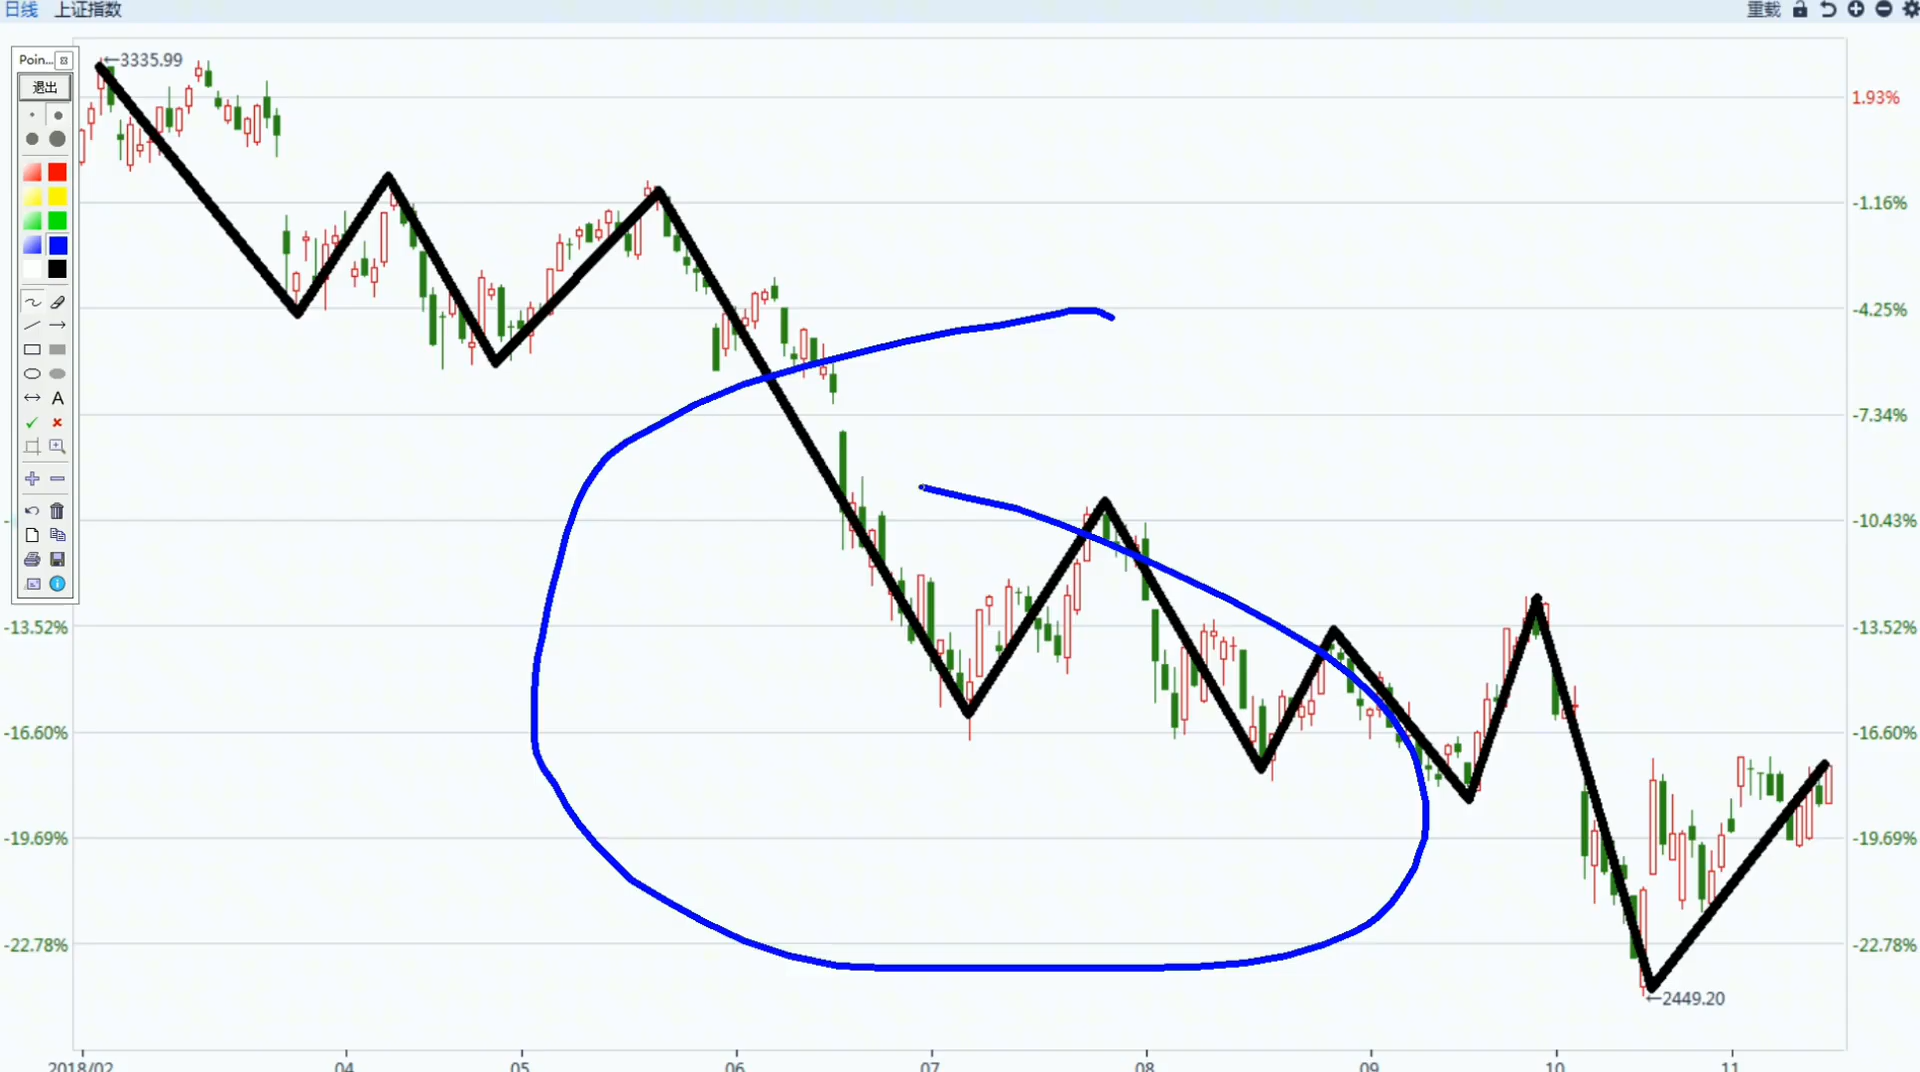 日线 上证指数
重载
Poin...
退出
A
←3335.99
1.93%
-1.16%
-4.25%
-7.34%
-10.43%
-13.52%
-13.52%
-16.60%
-16.60%
-19.69%
-19.69%
-22.78%
-22.78%
←2449.20
2018/02 04 05 06 07 08 09 10 11